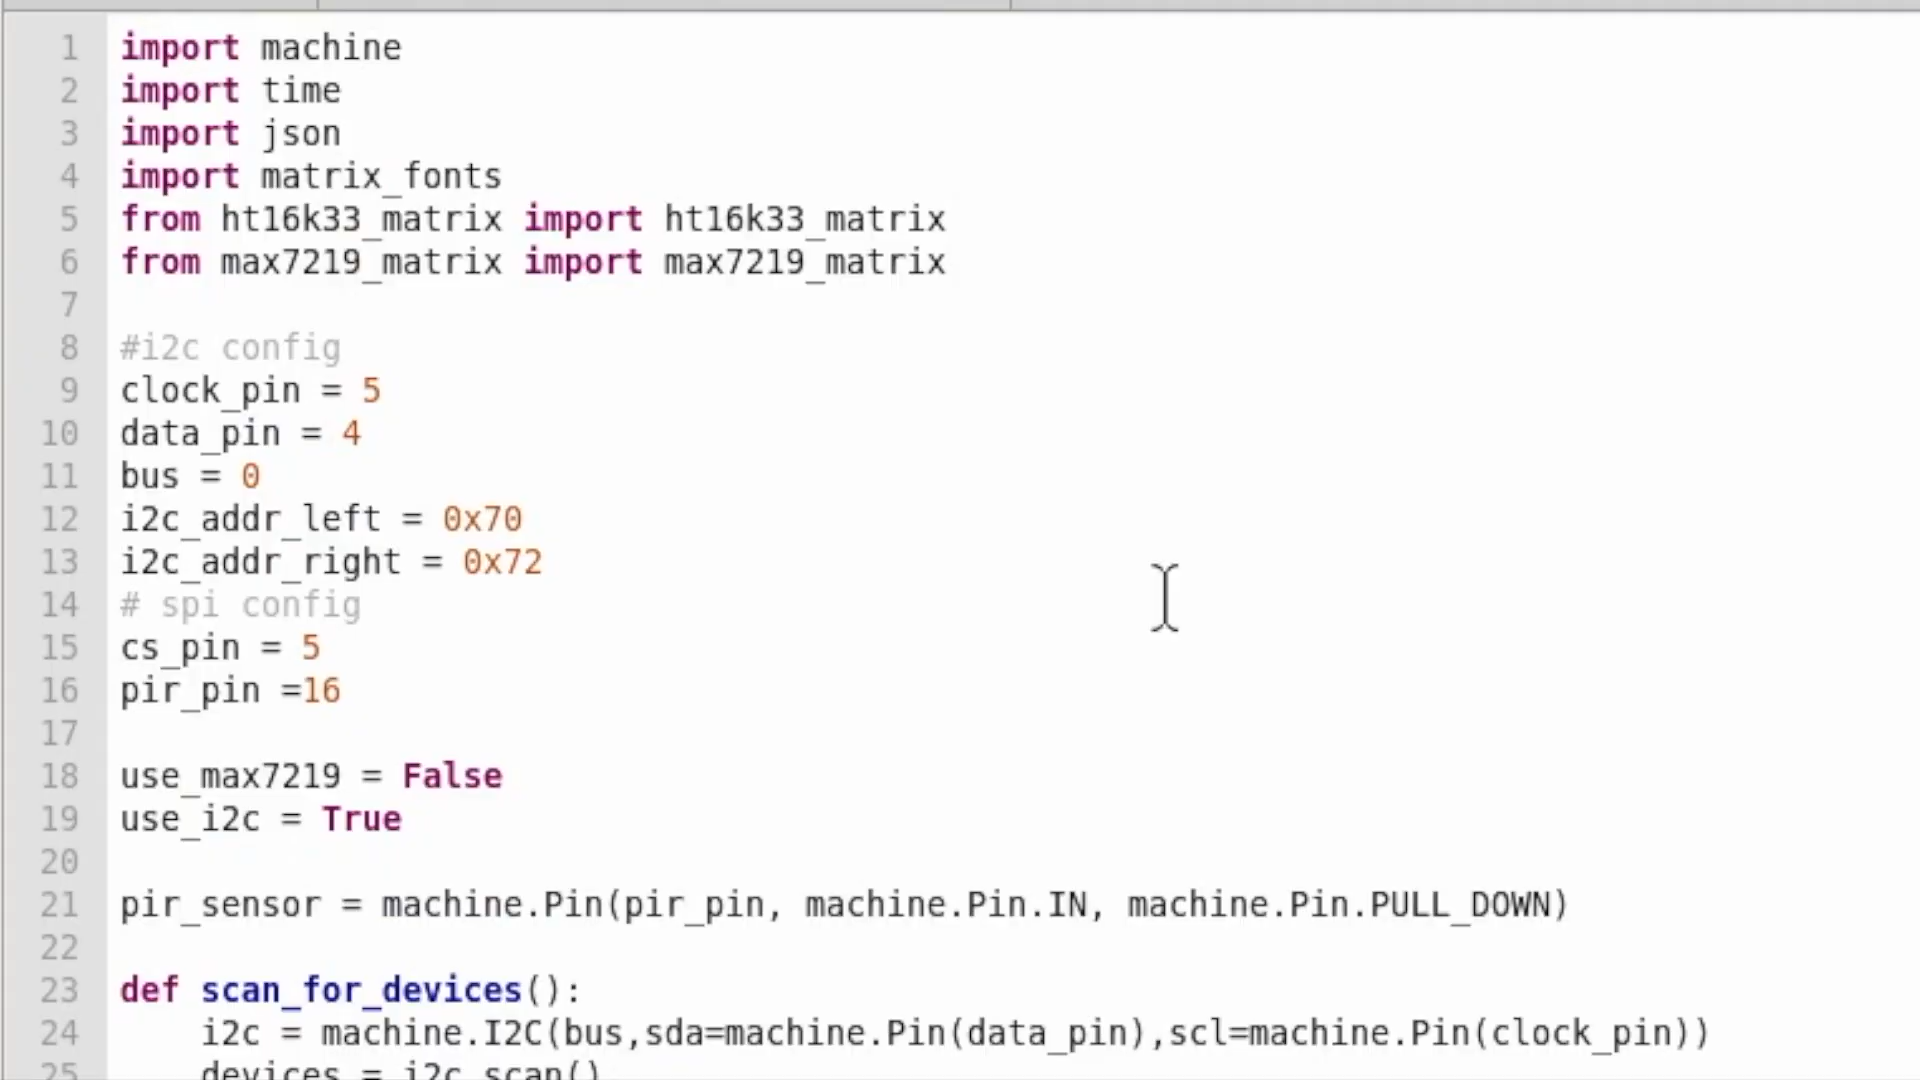 1 import machine
2 import time
3 import json
4 import matrix_fonts
5 from ht16k33_matrix import ht16k33_matrix
6 from max7219_matrix import max7219_matrix
7
8 #i2c config
9 clock_pin = 5
10 data_pin = 4
11 bus = 0
12 i2c_addr_left = 0x70
13 i2c_addr_right = 0x72
14 # spi config
15 cs_pin = 5
16 pir_pin =16
17
18 use_max7219 = False
19 use_i2c = True
20
21 pir_sensor = machine.Pin(pir_pin, machine.Pin.IN, machine.Pin.PULL_DOWN)
22
23 def scan_for_devices():
24     i2c = machine.I2C(bus,sda=machine.Pin(data_pin),scl=machine.Pin(clock_pin))
25     devices = i2c.scan()